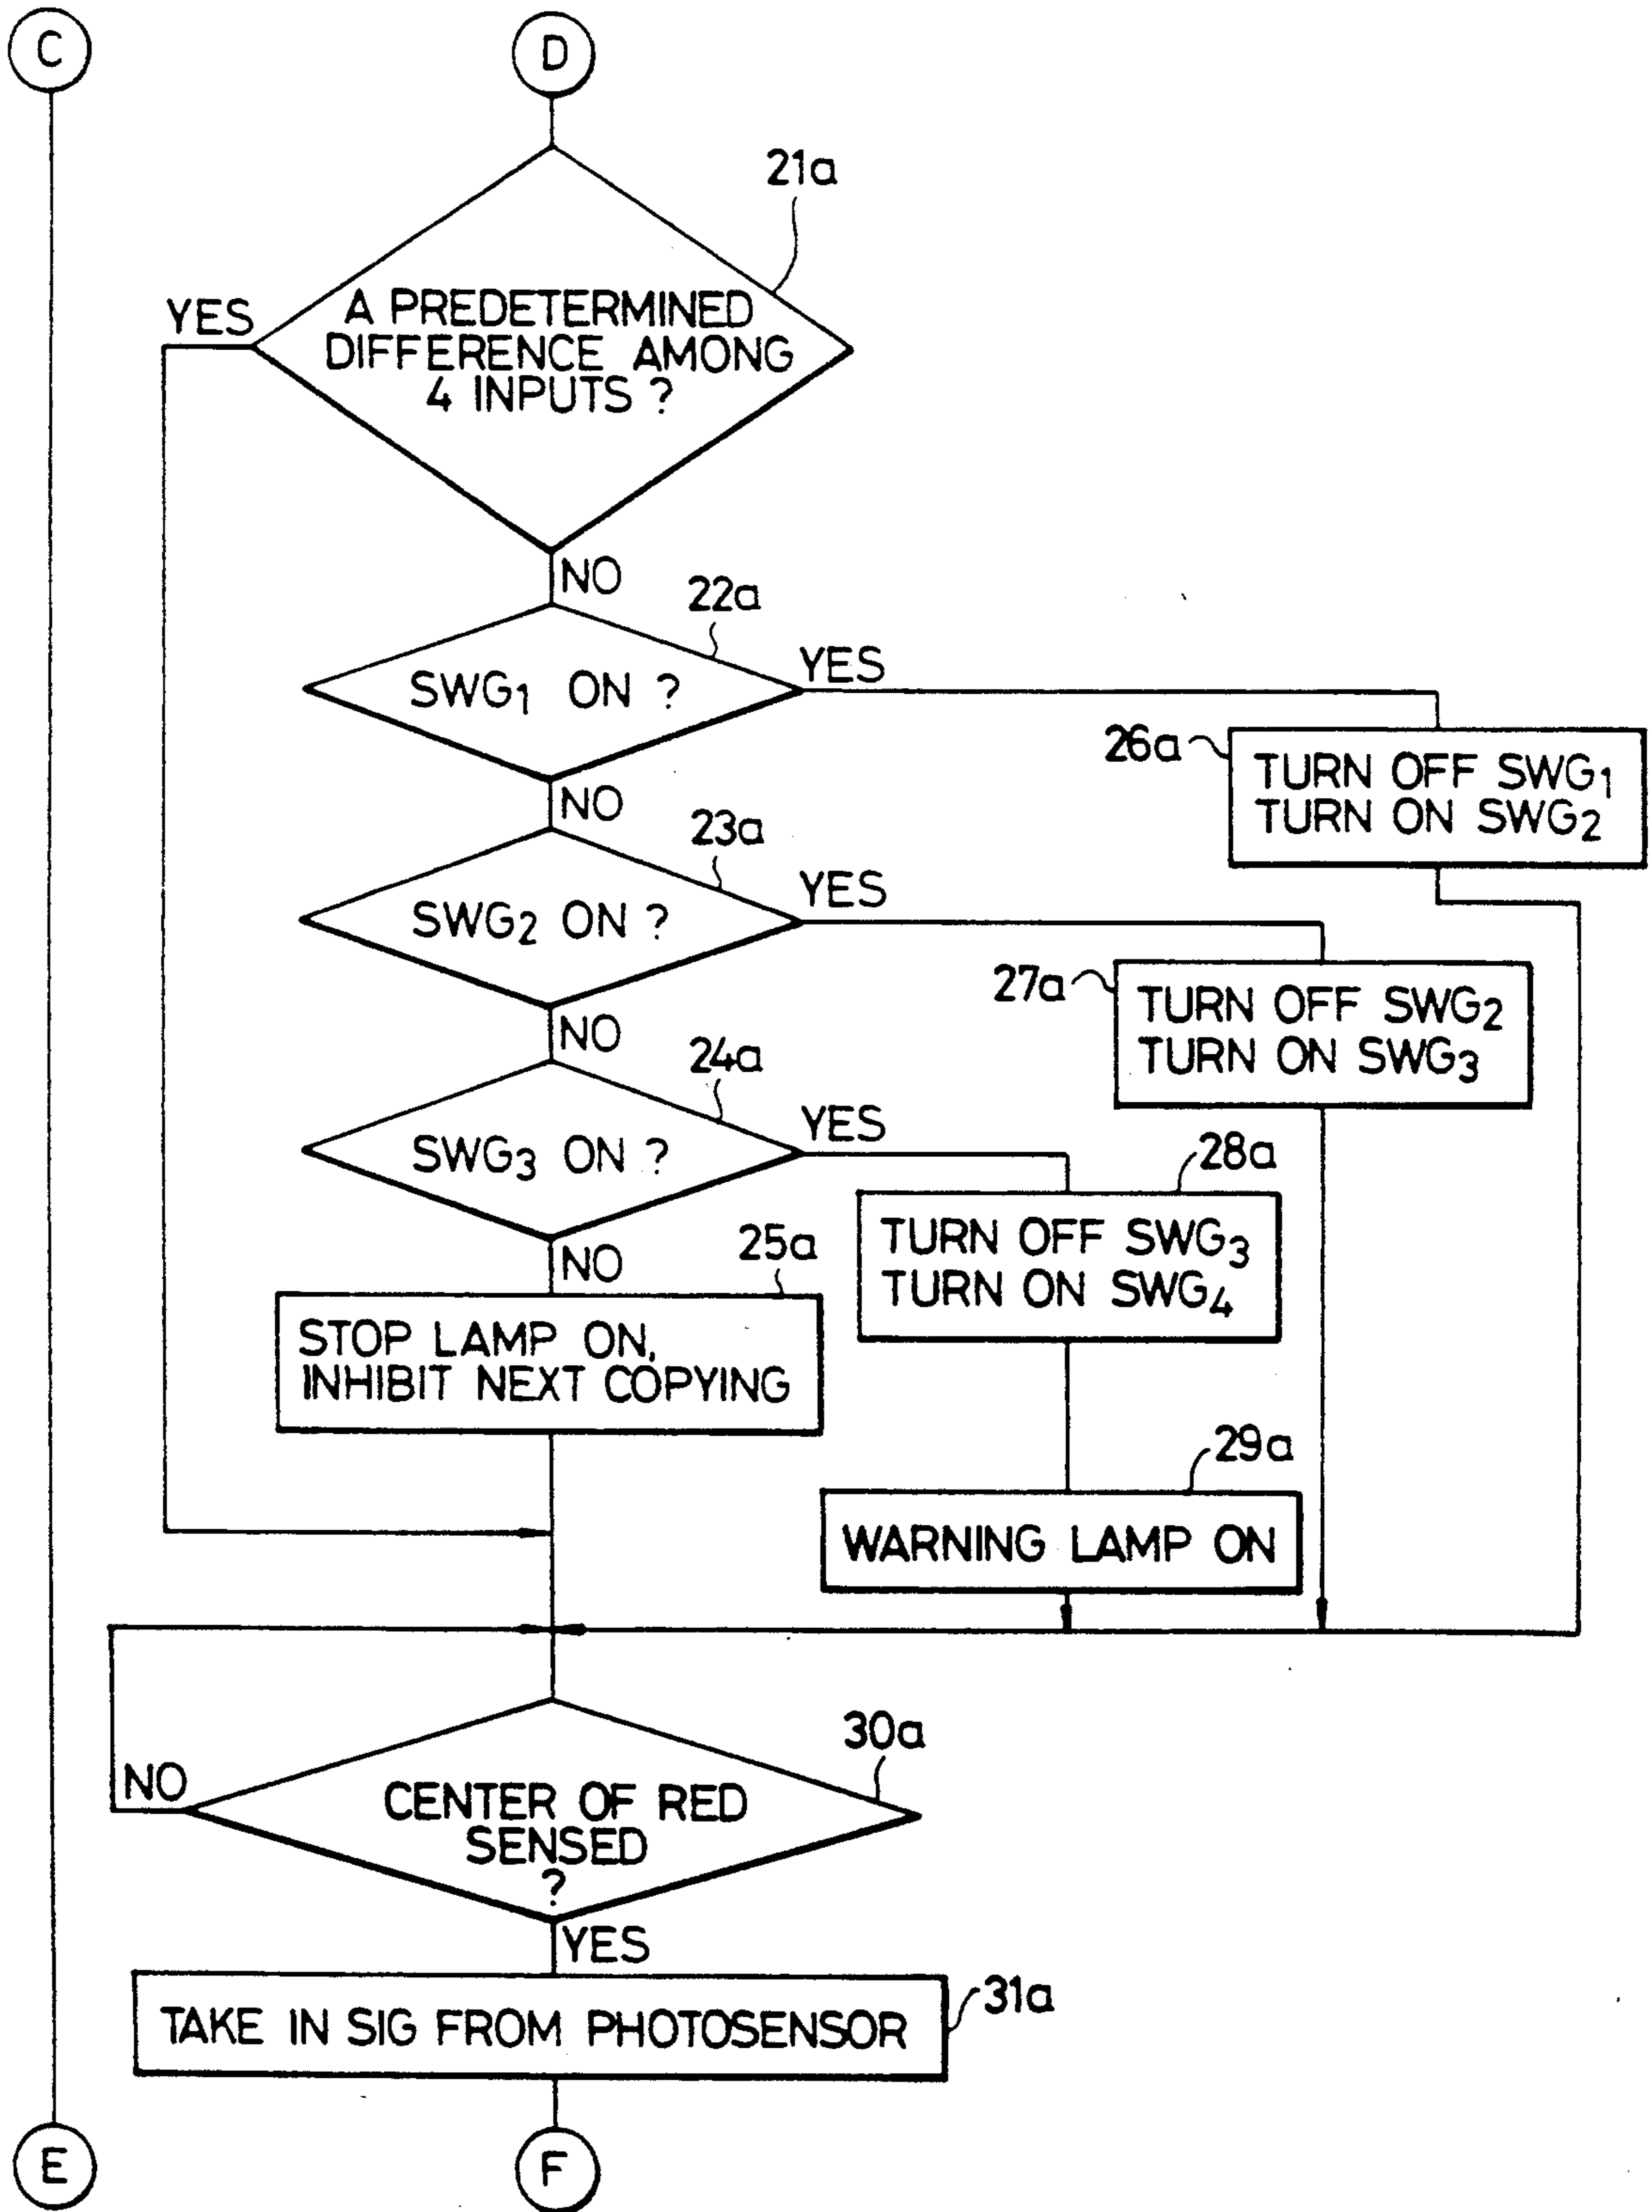 C
D
21a
YES
A PREDETERMINED
DIFFERENCE AMONG
4 INPUTS ?
NO
22a
SWG₁ ON ?
YES
26a
TURN OFF SWG₁
TURN ON SWG₂
NO
23a
SWG₂ ON ?
YES
27a
TURN OFF SWG₂
TURN ON SWG₃
NO
24a
SWG₃ ON ?
YES
28a
TURN OFF SWG₃
TURN ON SWG₄
NO
25a
STOP LAMP ON,
INHIBIT NEXT COPYING
29a
WARNING LAMP ON
30a
NO
CENTER OF RED
SENSED
?
YES
TAKE IN SIG FROM PHOTOSENSOR
31a
E
F